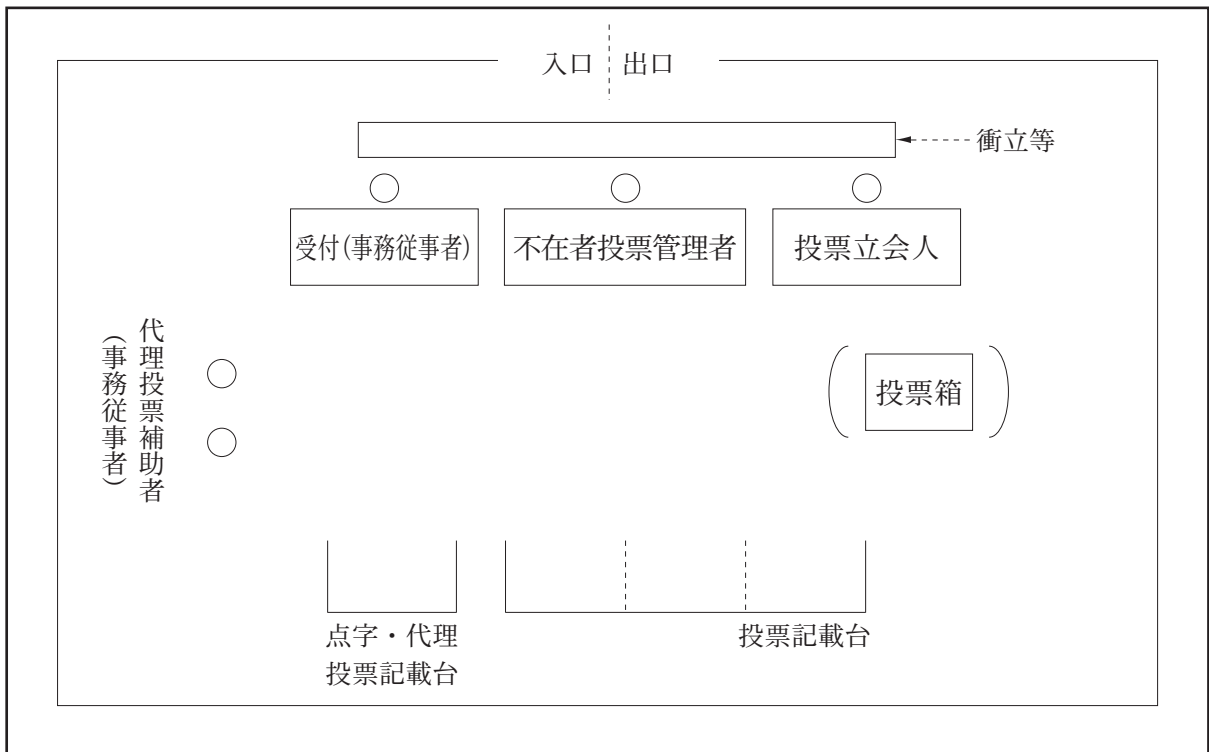 入口 出口
衝立等
受付(事務従事者)
不在者投票管理者
投票立会人
代理投票補助者
(事務従事者)
(投票箱)
点字・代理
投票記載台
投票記載台